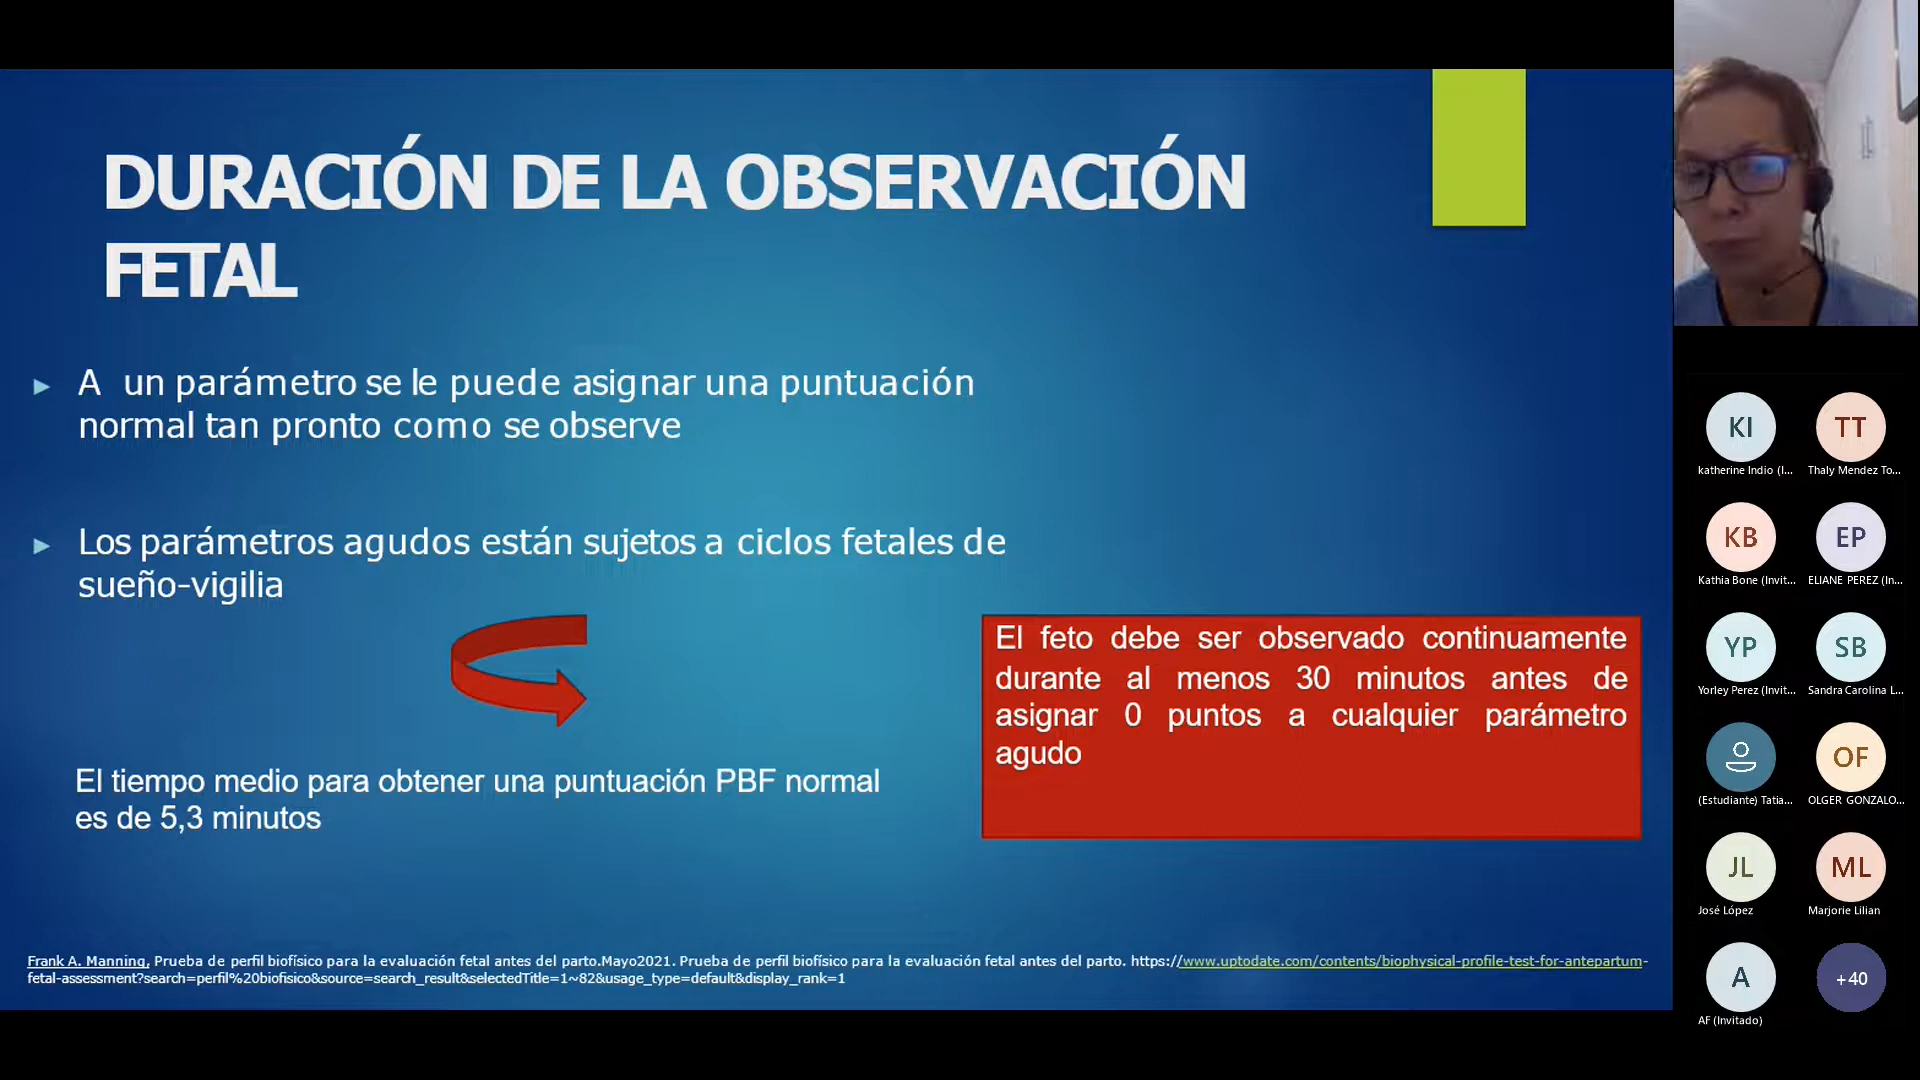 DURACIÓN DE LA OBSERVACIÓN
FETAL
A un parámetro se le puede asignar una puntuación
normal tan pronto como se observe
Los parámetros agudos están sujetos a ciclos fetales de
sueño-vigilia
El feto debe ser observado continuamente
durante al menos 30 minutos antes de
asignar 0 puntos a cualquier parámetro
agudo
El tiempo medio para obtener una puntuación PBF normal
es de 5,3 minutos
Frank A. Manning, Prueba de perfil biofísico para la evaluación fetal antes del parto.Mayo2021. Prueba de perfil biofísico para la evaluación fetal antes del parto. https://www.uptodate.com/contents/biophysical-profile-test-for-antepartum-
fetal-assessment?search=perfil%20biofisico&source=search_result&selectedTitle=1~82&usage_type=default&display_rank=1
KI
TT
katherine Indio (I...
Thaly Mendez To...
KB
EP
Kathia Bone (Invit...
ELIANE PEREZ (In...
YP
SB
Yorley Perez (Invit...
Sandra Carolina L...
OF
(Estudiante) Tatia...
OLGER GONZALO...
JL
ML
José López
Marjorie Lilian
A
+40
AF (Invitado)